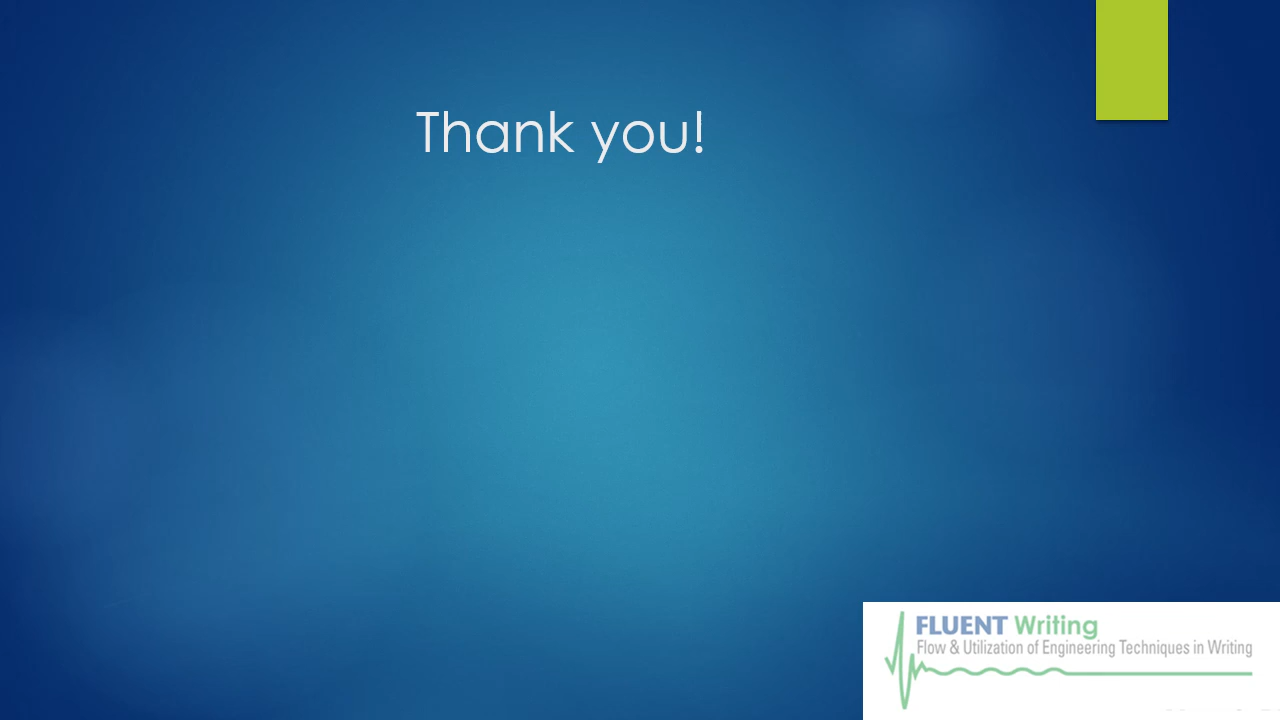 Thank you!
FLUENT Writing
Flow & Utilization of Engineering Techniques in Writing